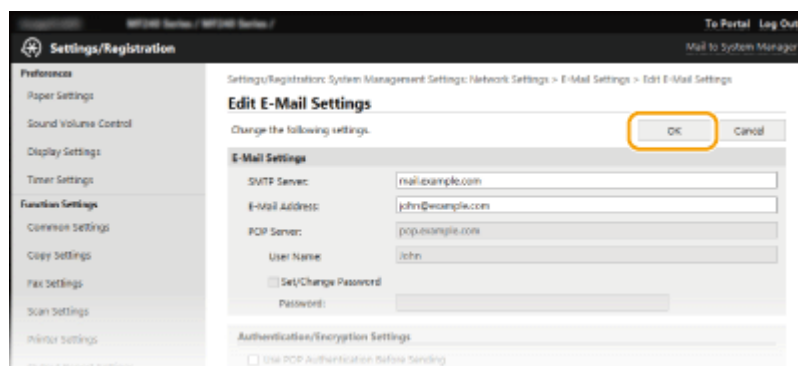 MF240 Series / MF240 Series /
To Portal Log Out
Settings/Registration
Mail to System Manager
Preferences
Paper Settings
Sound Volume Control
Display Settings
Timer Settings
Function Settings
Common Settings
Copy Settings
Fax Settings
Scan Settings
Printer Settings
Settings/Registration: System Management Settings: Network Settings > E-Mail Settings > Edit E-Mail Settings
Edit E-Mail Settings
Change the following settings.
OK
Cancel
E-Mail Settings
SMTP Server:
mail.example.com
E-Mail Address:
john@example.com
POP Server:
pop.example.com
User Name:
John
Set/Change Password
Password:
Authentication/Encryption Settings
Use POP Authentication Before Sending